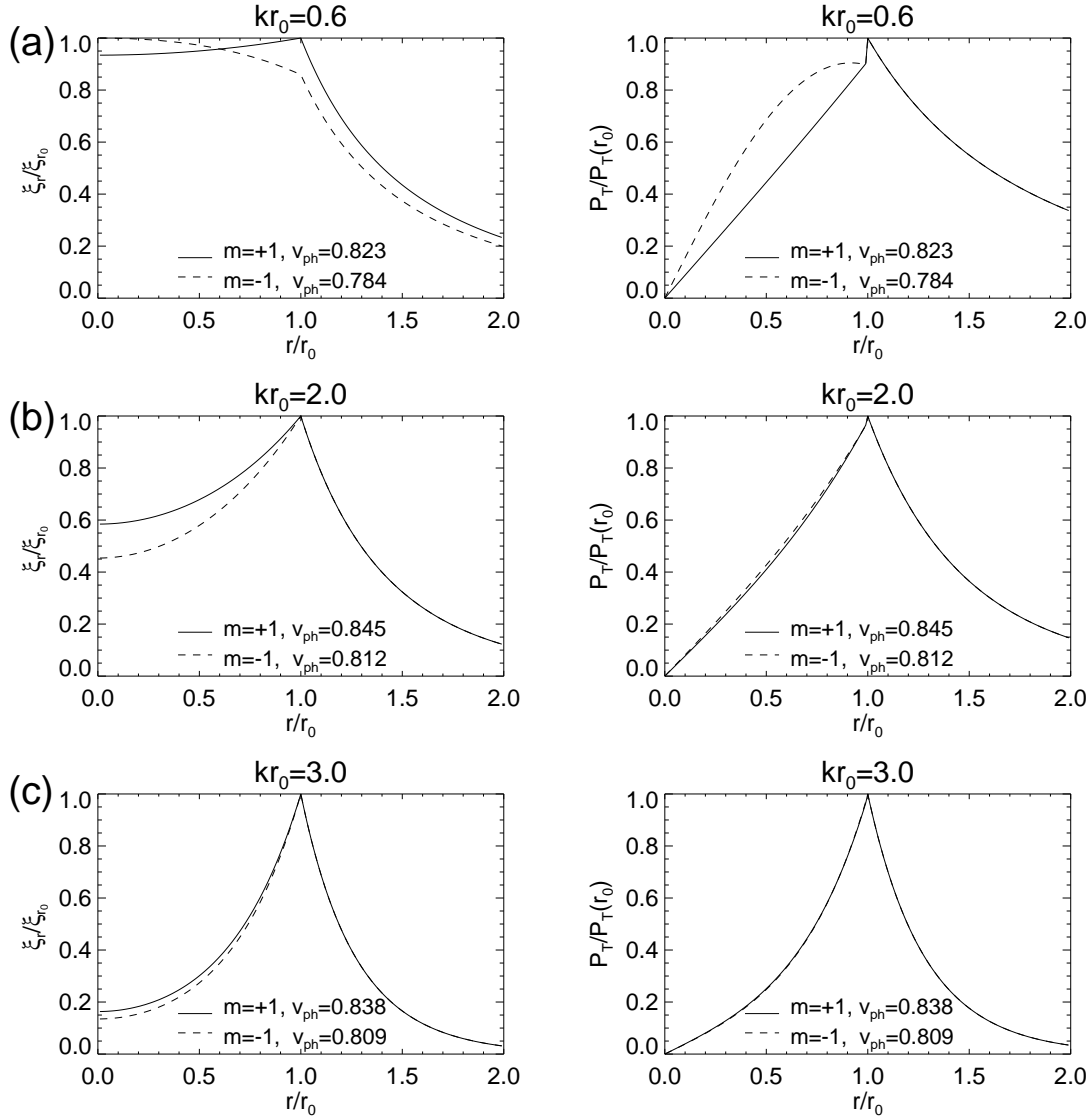 (a)
kr₀=0.6
1.0
0.8
0.6
0.4
0.2
0.0
ξᵣ/ξᵣ₀
m=+1, vₚₕ=0.823
m=-1, vₚₕ=0.784
0.0 0.5 1.0 1.5 2.0
r/r₀
kr₀=0.6
1.0
0.8
0.6
0.4
0.2
0.0
P_T/P_T(r₀)
m=+1, vₚₕ=0.823
m=-1, vₚₕ=0.784
0.0 0.5 1.0 1.5 2.0
r/r₀
(b)
kr₀=2.0
1.0
0.8
0.6
0.4
0.2
0.0
ξᵣ/ξᵣ₀
m=+1, vₚₕ=0.845
m=-1, vₚₕ=0.812
0.0 0.5 1.0 1.5 2.0
r/r₀
kr₀=2.0
1.0
0.8
0.6
0.4
0.2
0.0
P_T/P_T(r₀)
m=+1, vₚₕ=0.845
m=-1, vₚₕ=0.812
0.0 0.5 1.0 1.5 2.0
r/r₀
(c)
kr₀=3.0
1.0
0.8
0.6
0.4
0.2
0.0
ξᵣ/ξᵣ₀
m=+1, vₚₕ=0.838
m=-1, vₚₕ=0.809
0.0 0.5 1.0 1.5 2.0
r/r₀
kr₀=3.0
1.0
0.8
0.6
0.4
0.2
0.0
P_T/P_T(r₀)
m=+1, vₚₕ=0.838
m=-1, vₚₕ=0.809
0.0 0.5 1.0 1.5 2.0
r/r₀